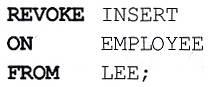 REVOKE INSERT
ON EMPLOYEE
FROM LEE;